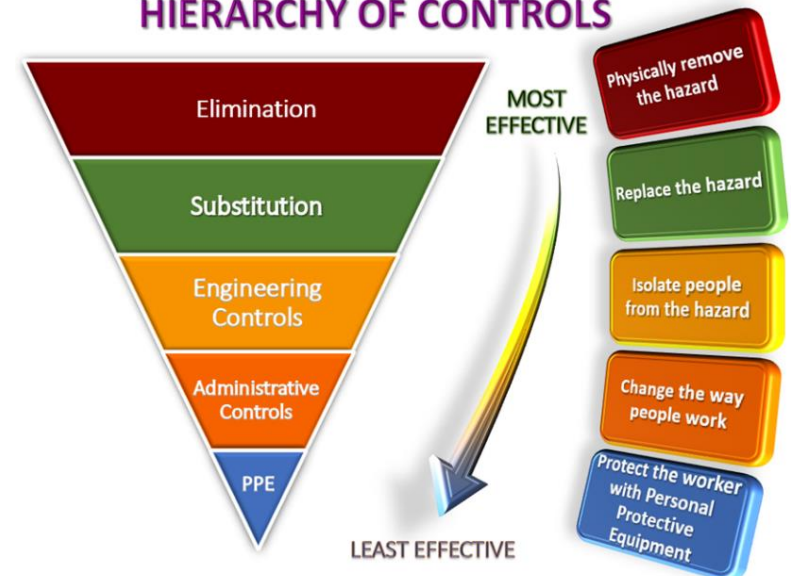 HIERARCHY OF CONTROLS
Elimination
Substitution
Engineering
Controls
Administrative
Controls
PPE
MOST
EFFECTIVE
LEAST EFFECTIVE
Physically remove
the hazard
Replace the hazard
Isolate people
from the hazard
Change the way
people work
Protect the worker
with Personal
Protective
Equipment